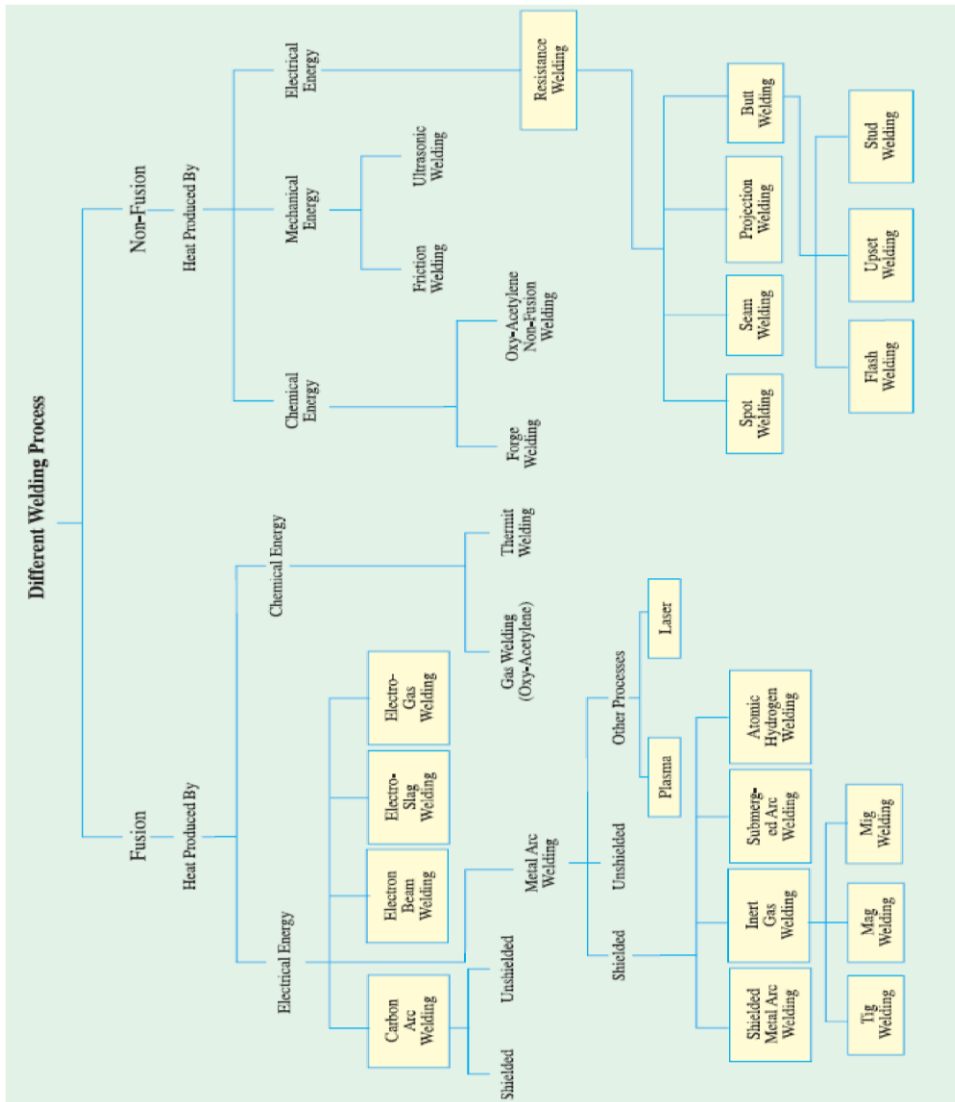 Different Welding Process
Fusion
Non-Fusion
Heat Produced By
Heat Produced By
Electrical Energy
Chemical Energy
Chemical
Energy
Mechanical
Energy
Electrical
Energy
Carbon
Arc
Welding
Electron
Beam
Welding
Electro-
Slag
Welding
Electro-
Gas
Welding
Gas Welding
(Oxy-Acetylene)
Thermit
Welding
Forge
Welding
Oxy-Acetylene
Non-Fusion
Welding
Friction
Welding
Ultrasonic
Welding
Resistance
Welding
Shielded
Unshielded
Metal Arc
Welding
Shielded
Unshielded
Other Processes
Plasma
Laser
Spot
Welding
Seam
Welding
Projection
Welding
Butt
Welding
Shielded
Metal Arc
Welding
Inert
Gas
Welding
Submerg-
ed Arc
Welding
Atomic
Hydrogen
Welding
Flash
Welding
Upset
Welding
Stud
Welding
Tig
Welding
Mag
Welding
Mig
Welding